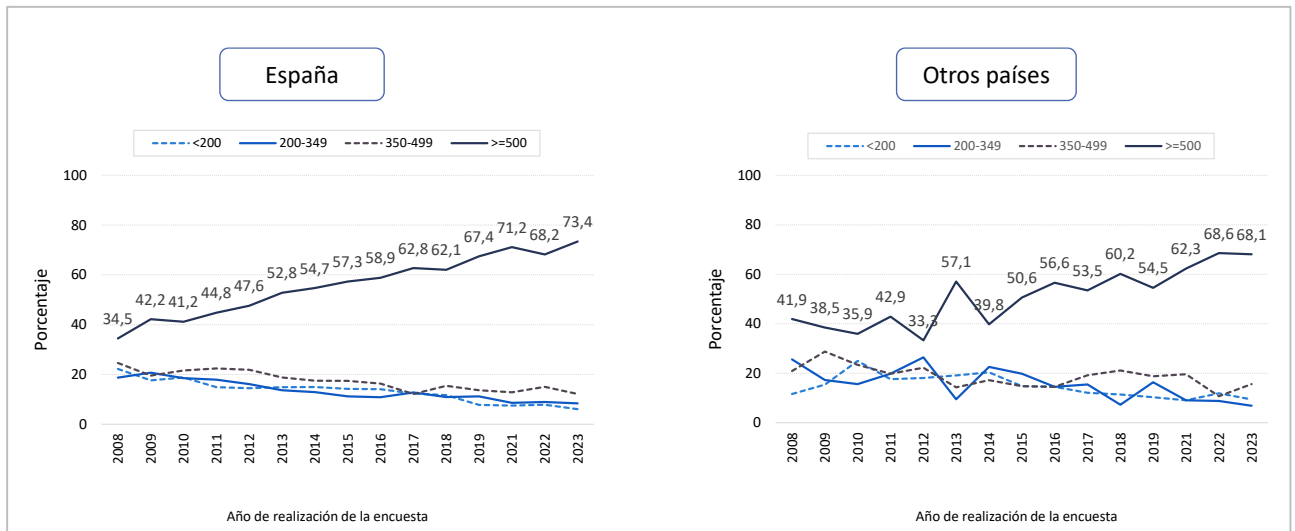 España
<200 200-349 350-499 >=500
100
80
60
40
20
0
Porcentaje
34,5 42,2 41,2 44,8 47,6 52,8 54,7 57,3 58,9 62,8 62,1 67,4 71,2 68,2 73,4
2008 2009 2010 2011 2012 2013 2014 2015 2016 2017 2018 2019 2021 2022 2023
Año de realización de la encuesta
Otros países
<200 200-349 350-499 >=500
100
80
60
40
20
0
Porcentaje
41,9 38,5 35,9 42,9 33,3 57,1 39,8 50,6 56,6 53,5 60,2 54,5 62,3 68,6 68,1
2008 2009 2010 2011 2012 2013 2014 2015 2016 2017 2018 2019 2021 2022 2023
Año de realización de la encuesta